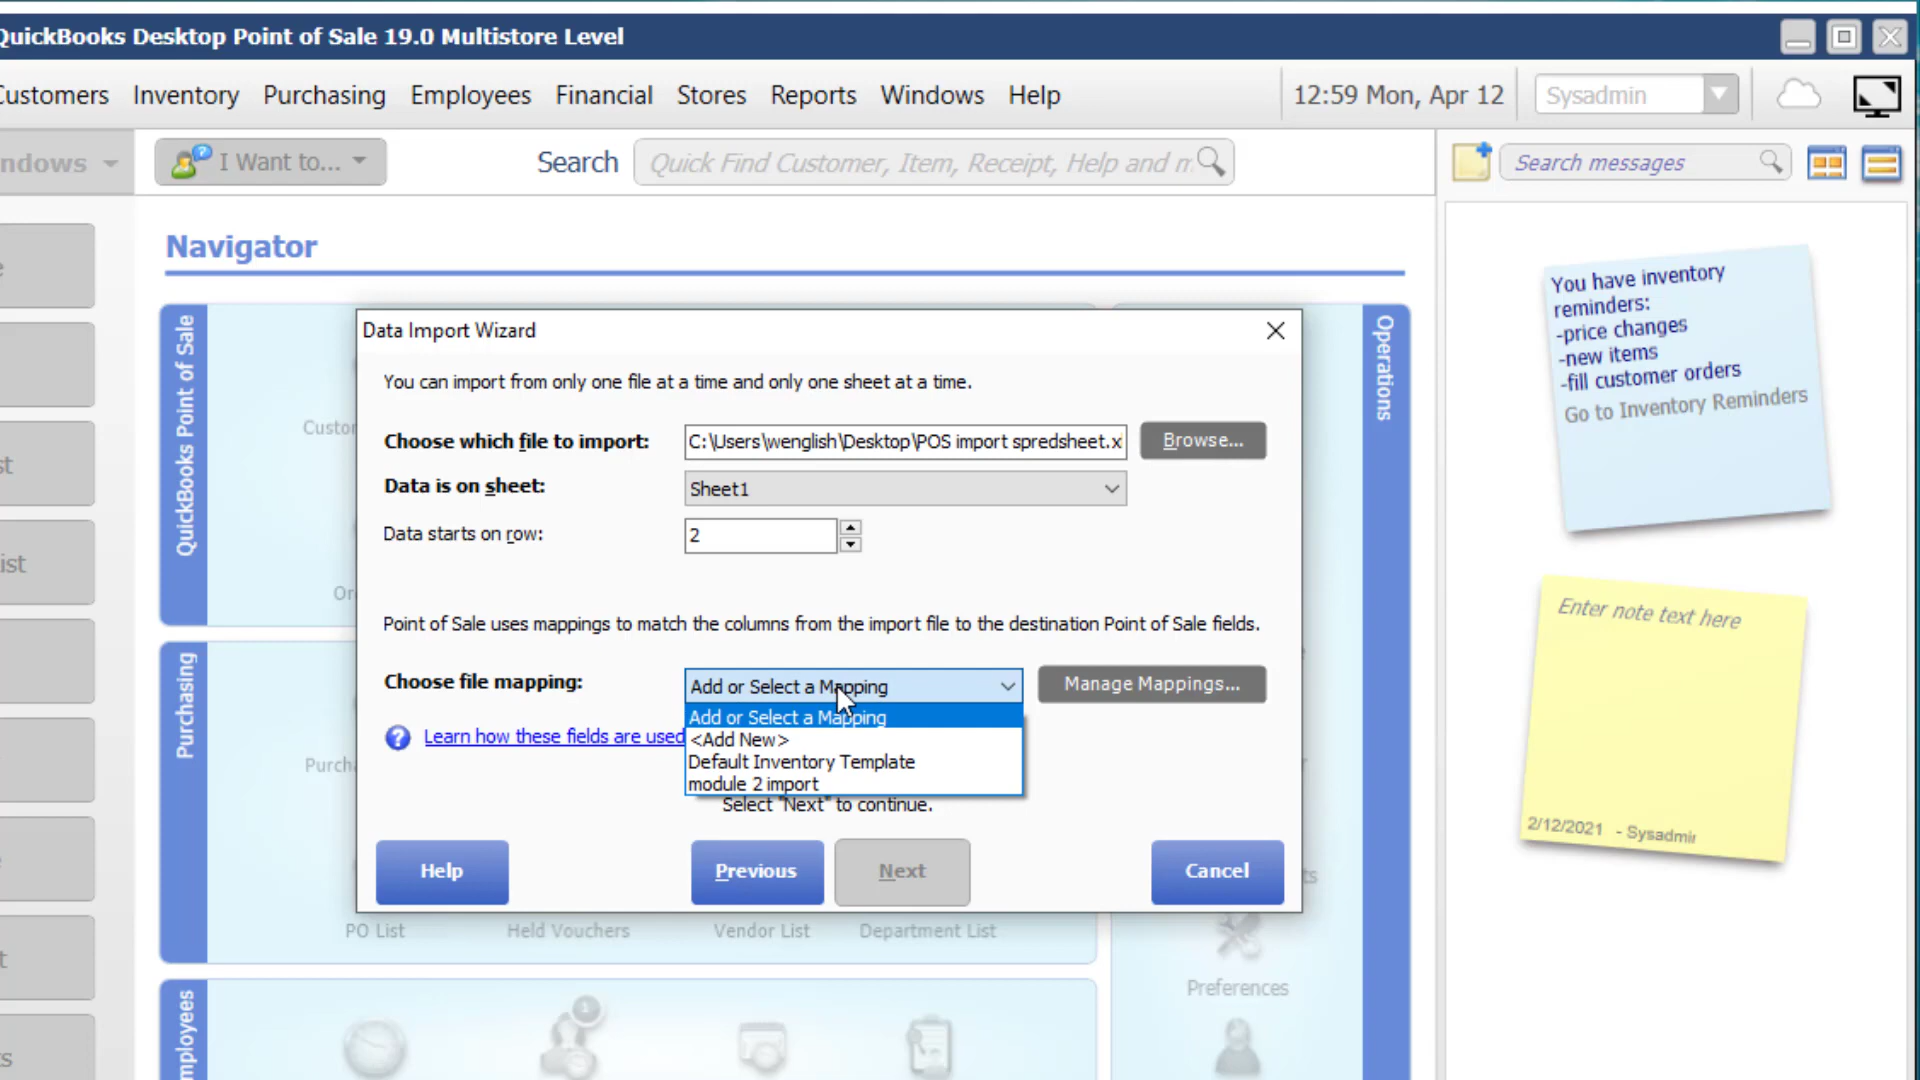 QuickBooks Desktop Point of Sale 19.0 Multistore Level
Customers Inventory Purchasing Employees Financial Stores Reports Windows Help
12:59 Mon, Apr 12
Sysadmin
ndows
I Want to...
Search
Quick Find Customer, Item, Receipt, Help and m
Search messages
Navigator
QuickBooks Point of Sale
Operations
Data Import Wizard
You can import from only one file at a time and only one sheet at a time.
Choose which file to import:
C:\Users\wenglish\Desktop\POS import spredsheet.x
Browse...
Data is on sheet:
Sheet1
Data starts on row:
2
Point of Sale uses mappings to match the columns from the import file to the destination Point of Sale fields.
Choose file mapping:
Add or Select a Mapping
Manage Mappings...
Add or Select a Mapping
<Add New>
Default Inventory Template
module 2 import
Learn how these fields are used
Select "Next" to continue.
Help
Previous
Next
Cancel
Custo
Or
Purchasing
Purch
PO List
Held Vouchers
Vendor List
Department List
Preferences
mployees
You have inventory
reminders:
-price changes
-new items
-fill customer orders
Go to Inventory Reminders
Enter note text here
2/12/2021 - Sysadmin